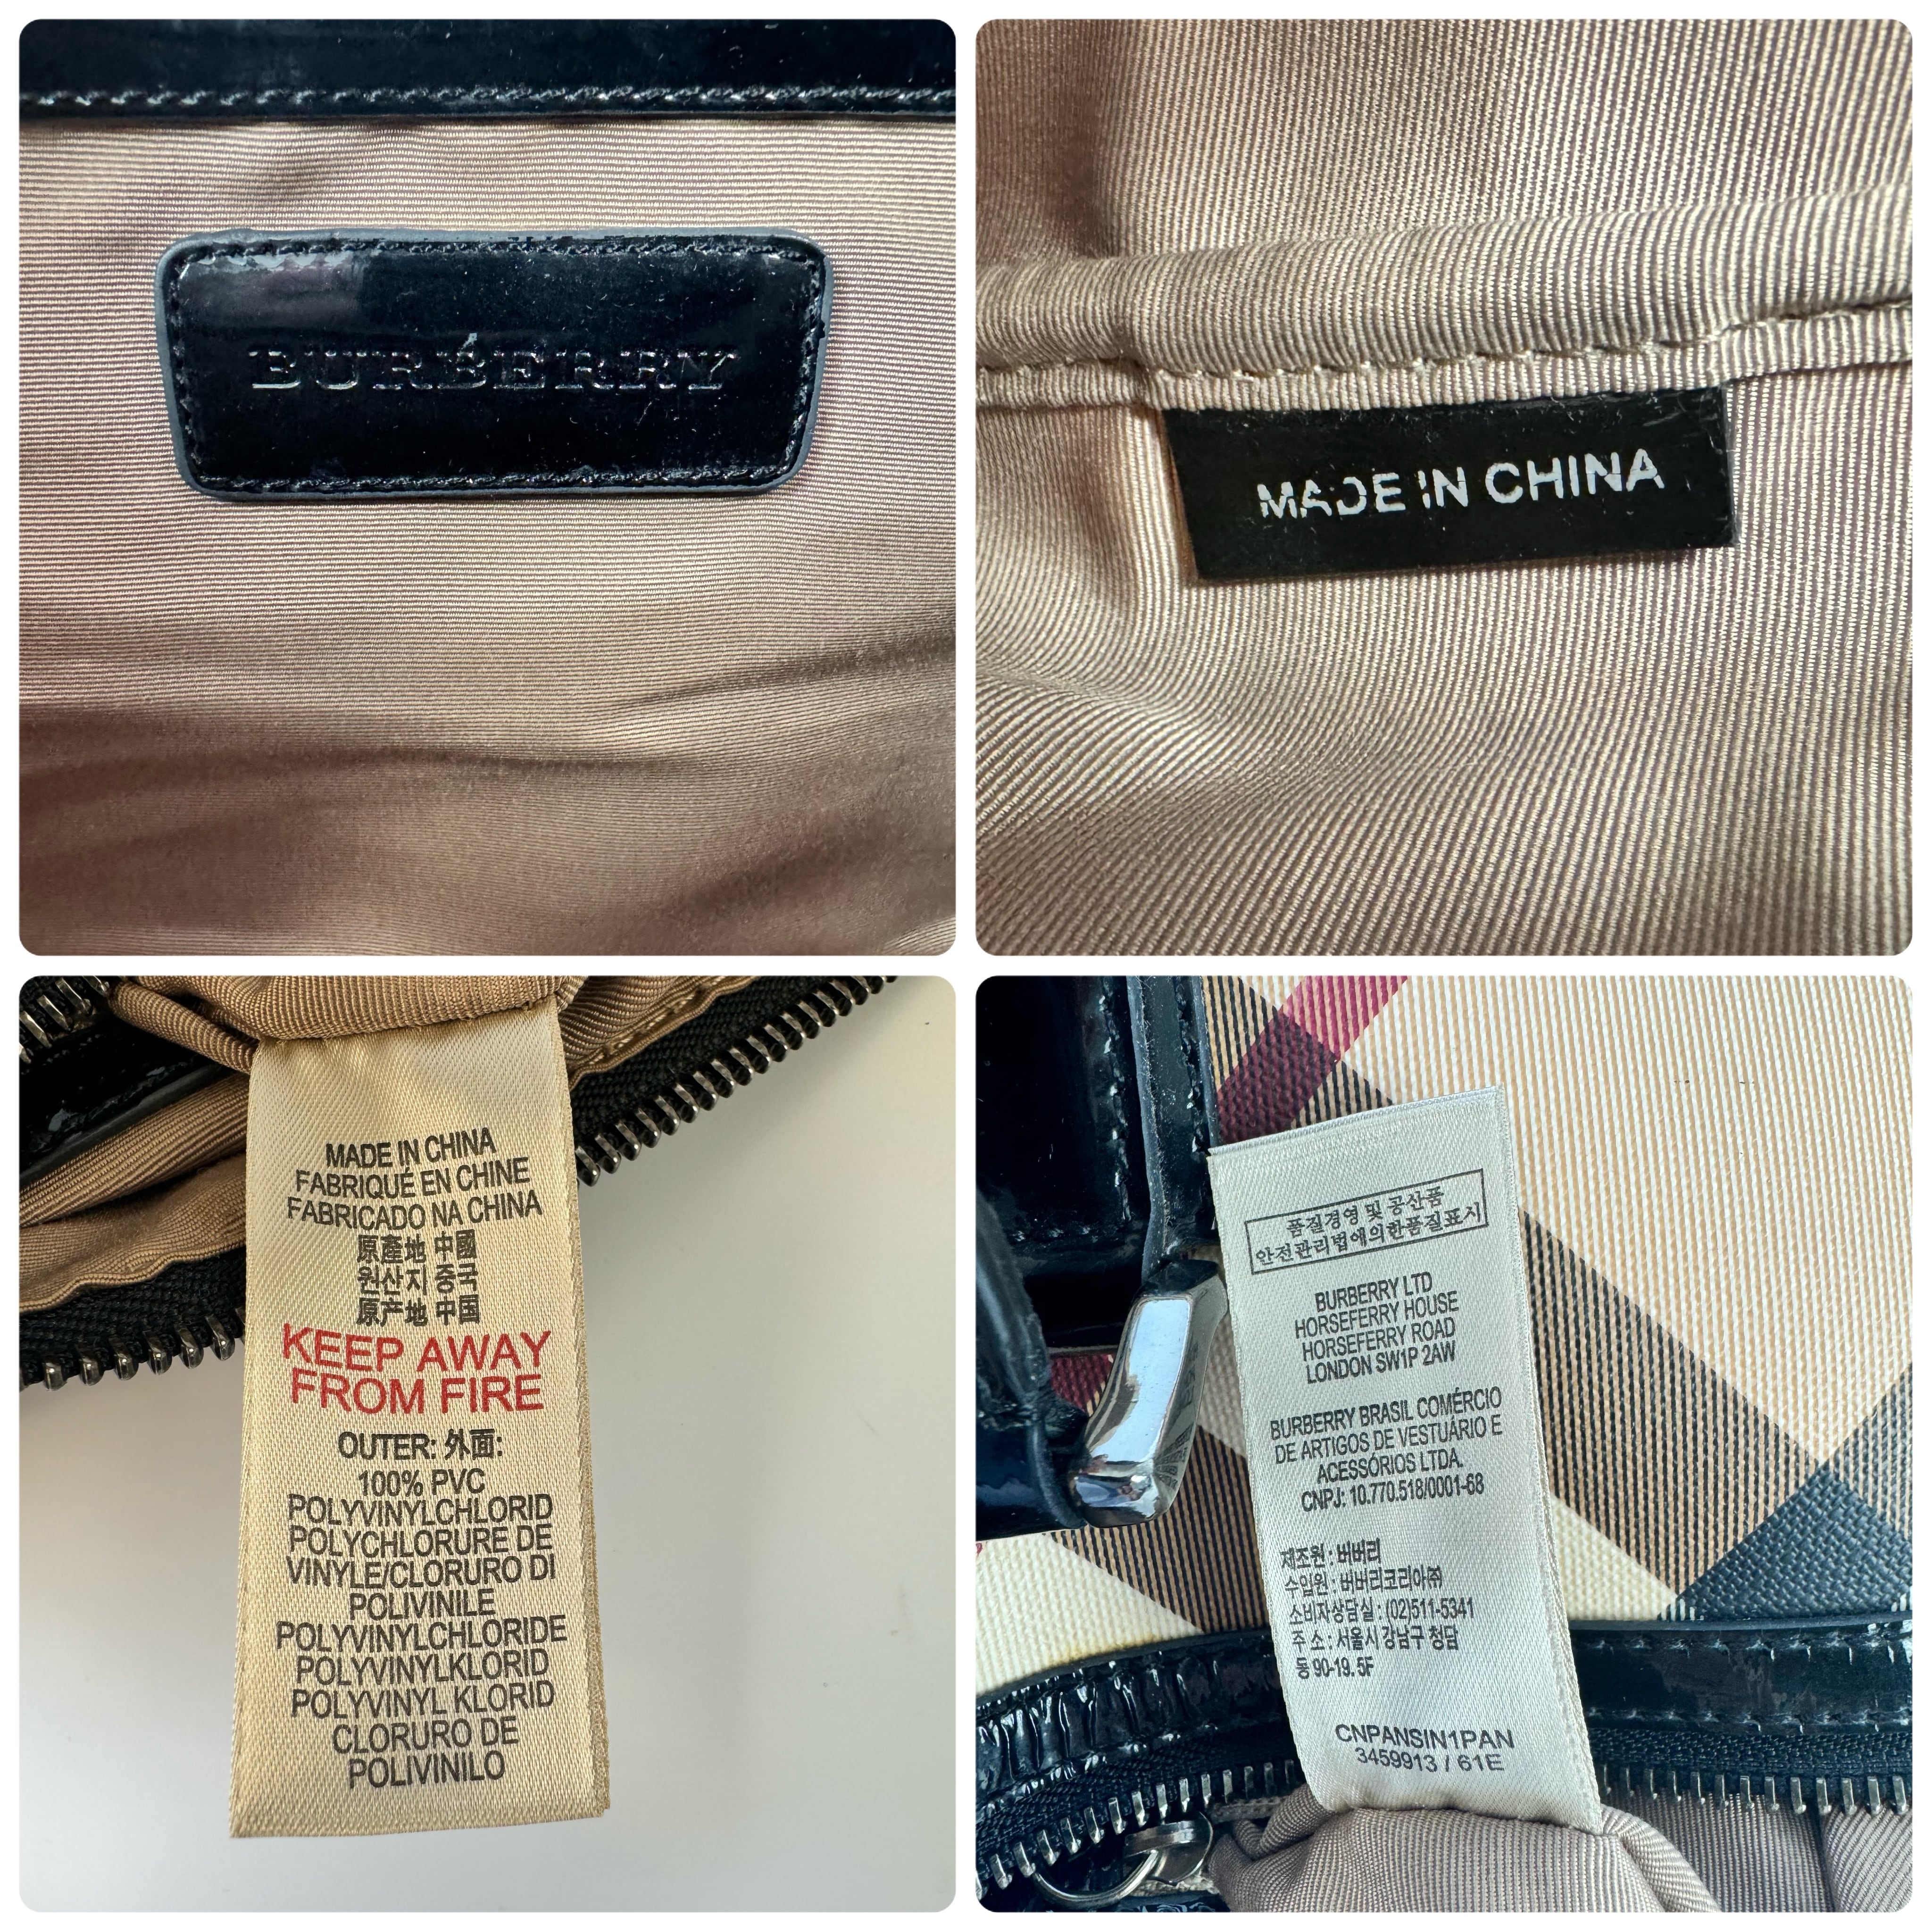 BURBERRY
MADE IN CHINA
MADE IN CHINA
FABRIQUÉ EN CHINE
FABRICADO NA CHINA
原產地 中國
원산지 중국
原产地 中国
KEEP AWAY
FROM FIRE
OUTER: 外面:
100% PVC
POLYVINYLCHLORID
POLYCHLORURE DE
VINYLE/CLORURO DI
POLIVINILE
POLYVINYLCHLORIDE
POLYVINYLKLORID
POLYVINYL KLORID
CLORURO DE
POLIVINILO
품질경영 및 공산품
안전관리법에의한품질표시
BURBERRY LTD
HORSEFERRY HOUSE
HORSEFERRY ROAD
LONDON SW1P 2AW
BURBERRY BRASIL COMÉRCIO
DE ARTIGOS DE VESTUÁRIO E
ACESSÓRIOS LTDA.
CNPJ: 10.770.518/0001-68
제조원 : 버버리
수입원 : 버버리코리아㈜
소비자상담실 : (02)511-5341
주 소 : 서울시 강남구 청담
동 90-19. 5F
CNPANSIN1PAN
3459913 / 61E